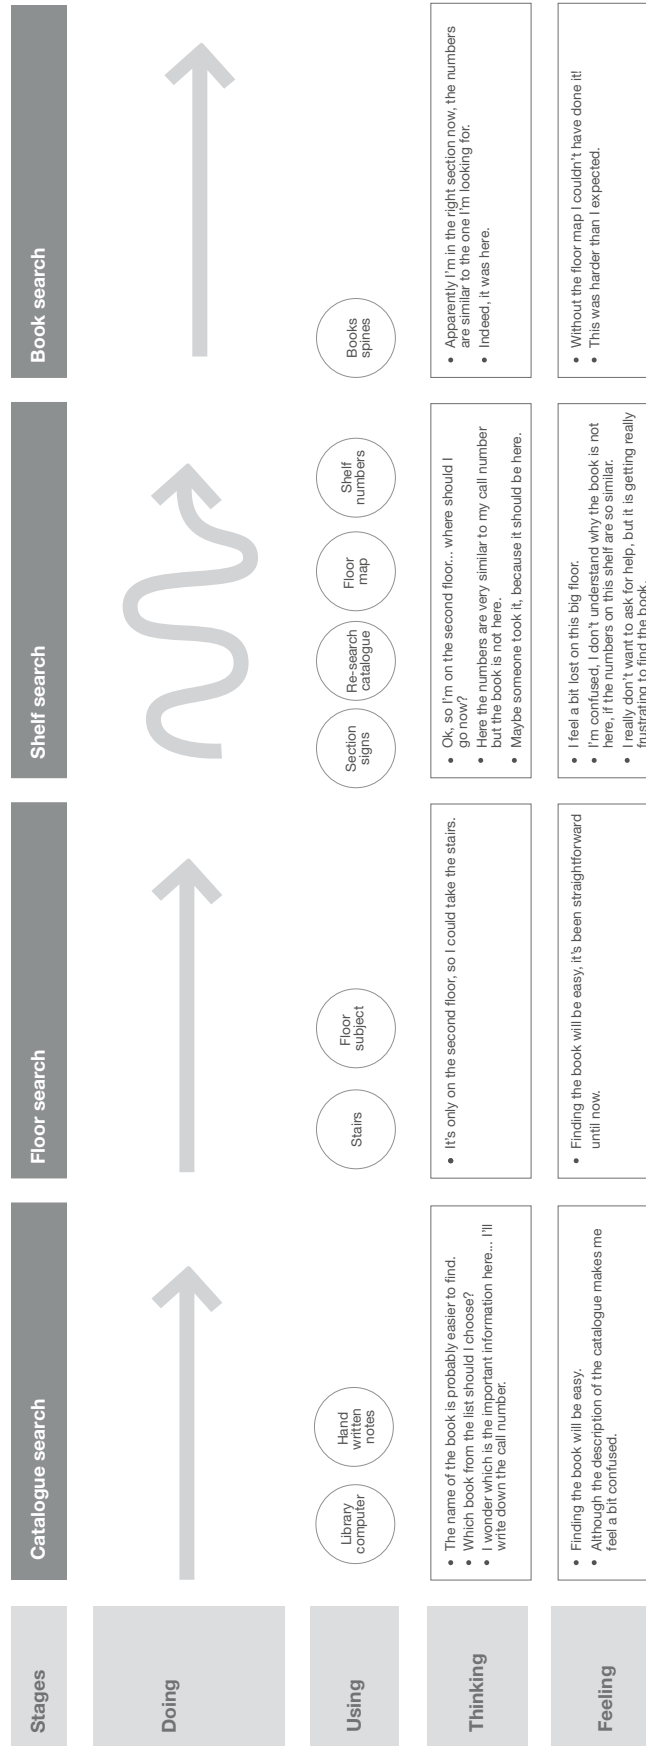 Stages
Catalogue search
Floor search
Shelf search
Book search
Doing
Using
Library
computer
Hand
written
notes
Stairs
Floor
subject
Section
signs
Re-search
catalogue
Floor
map
Shelf
numbers
Books
spines
Thinking
• The name of the book is probably easier to find.
• Which book from the list should I choose?
• I wonder which is the important information here... I'll
write down the call number.
• It's only on the second floor, so I could take the stairs.
• Ok, so I'm on the second floor... where should I
go now?
• Here the numbers are very similar to my call number
but the book is not here.
• Maybe someone took it, because it should be here.
• Apparently I'm in the right section now, the numbers
are similar to the one I'm looking for.
• Indeed, it was here.
Feeling
• Finding the book will be easy.
• Although the description of the catalogue makes me
feel a bit confused.
• Finding the book will be easy, it's been straightforward
until now.
• I feel a bit lost on this big floor.
• I'm confused, I don't understand why the book is not
here, if the numbers on this shelf are so similar.
• I really don't want to ask for help, but it is getting really
frustrating to find the book.
• Without the floor map I couldn't have done it!
• This was harder than I expected.